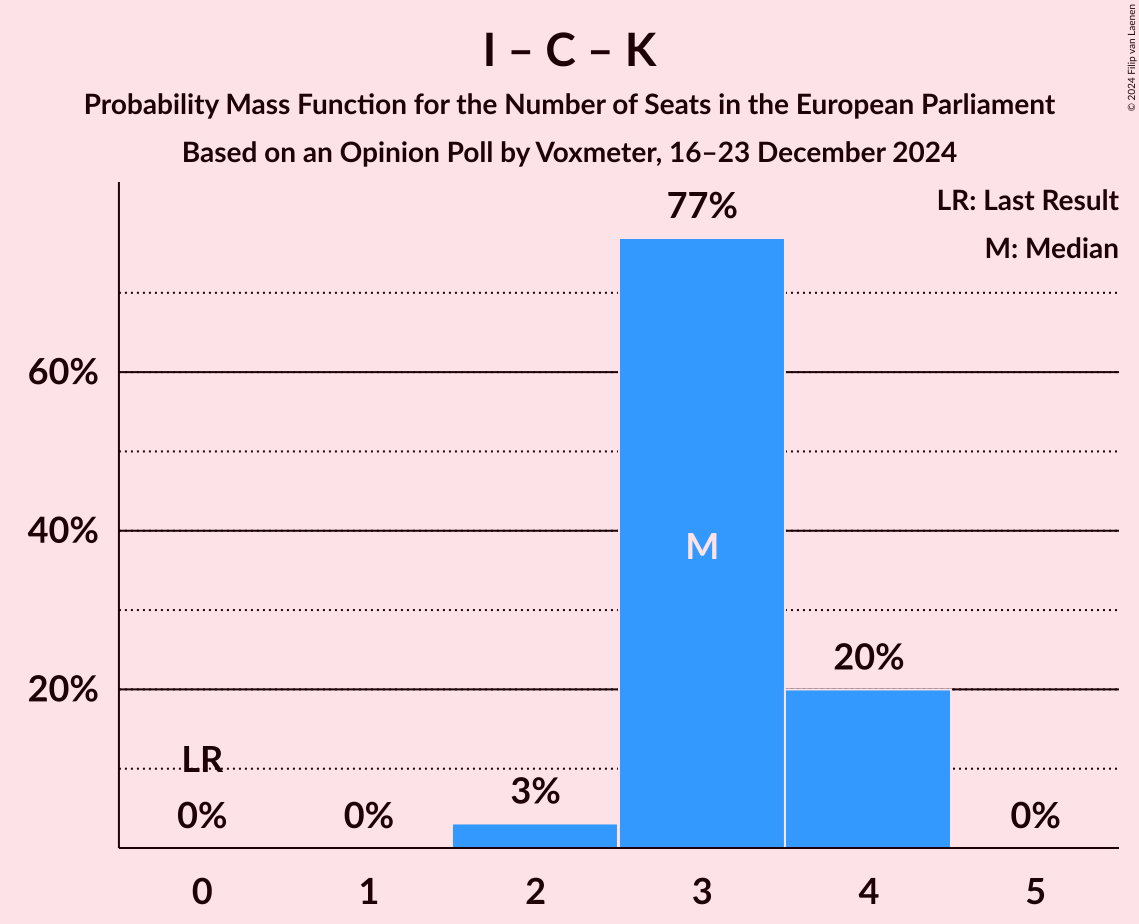 I – C – K
Probability Mass Function for the Number of Seats in the European Parliament
Based on an Opinion Poll by Voxmeter, 16–23 December 2024
© 2024 Filip van Laenen
LR: Last Result
M: Median
77%
60%
40%
M
20%
20%
LR
3%
0%
0%
0%
0
1
2
3
4
5